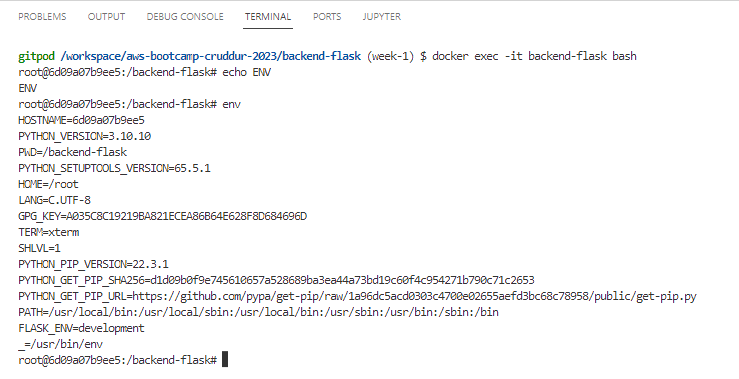 PROBLEMS OUTPUT DEBUG CONSOLE TERMINAL PORTS JUPYTER
gitpod /workspace/aws-bootcamp-cruddur-2023/backend-flask (week-1) $ docker exec -it backend-flask bash
root@6d09a07b9ee5:/backend-flask# echo ENV
ENV
root@6d09a07b9ee5:/backend-flask# env
HOSTNAME=6d09a07b9ee5
PYTHON_VERSION=3.10.10
PWD=/backend-flask
PYTHON_SETUPTOOLS_VERSION=65.5.1
HOME=/root
LANG=C.UTF-8
GPG_KEY=A035C8C19219BA821ECEA86B64E628F8D684696D
TERM=xterm
SHLVL=1
PYTHON_PIP_VERSION=22.3.1
PYTHON_GET_PIP_SHA256=d1d09b0f9e745610657a528689ba3ea44a73bd19c60f4c954271b790c71c2653
PYTHON_GET_PIP_URL=https://github.com/pypa/get-pip/raw/1a96dc5acd0303c4700e02655aefd3bc68c78958/public/get-pip.py
PATH=/usr/local/bin:/usr/local/sbin:/usr/local/bin:/usr/sbin:/usr/bin:/sbin:/bin
FLASK_ENV=development
_=/usr/bin/env
root@6d09a07b9ee5:/backend-flask#